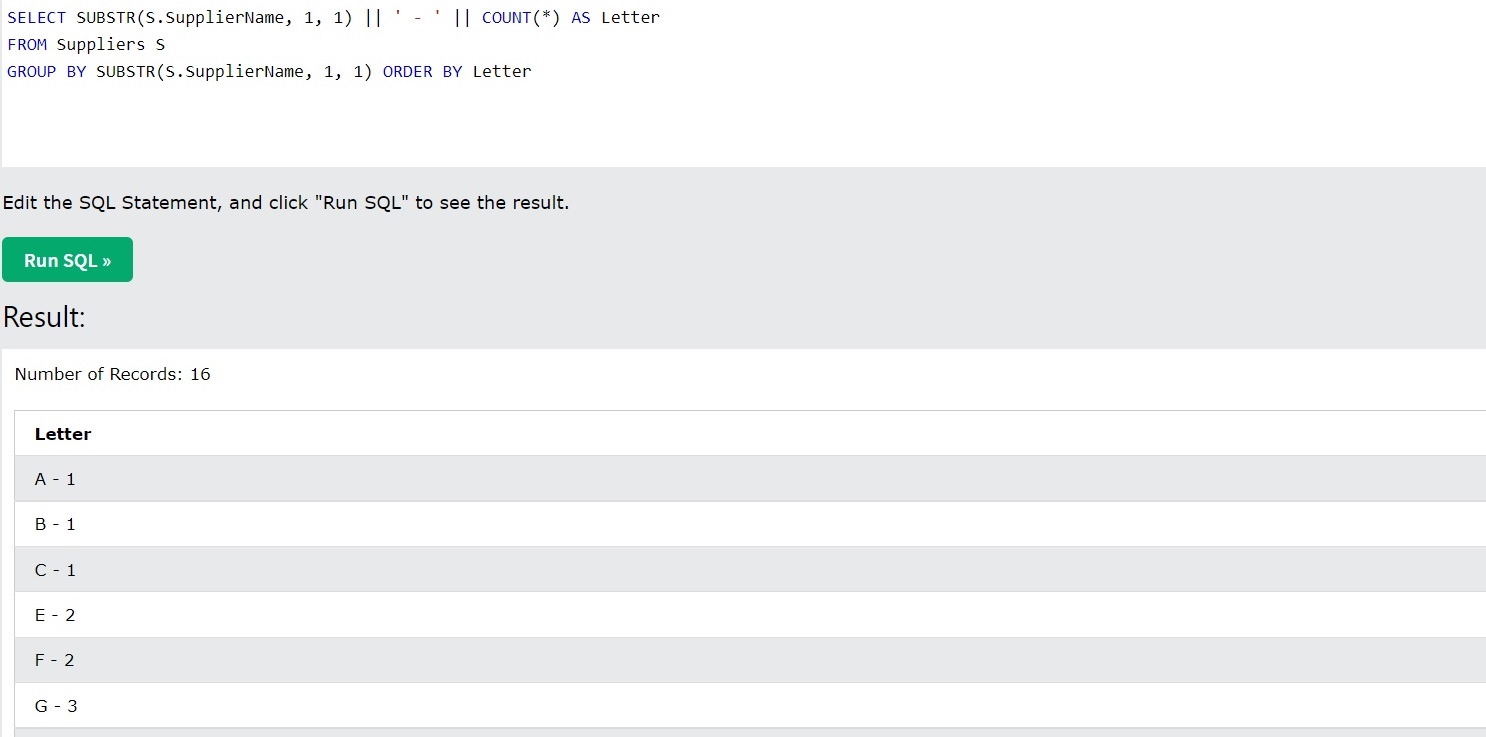 SELECT SUBSTR(S.SupplierName, 1, 1) || ' - ' || COUNT(*) AS Letter
FROM Suppliers S
GROUP BY SUBSTR(S.SupplierName, 1, 1) ORDER BY Letter
Edit the SQL Statement, and click "Run SQL" to see the result.
Run SQL »
Result:
Number of Records: 16
Letter
A - 1
B - 1
C - 1
E - 2
F - 2
G - 3